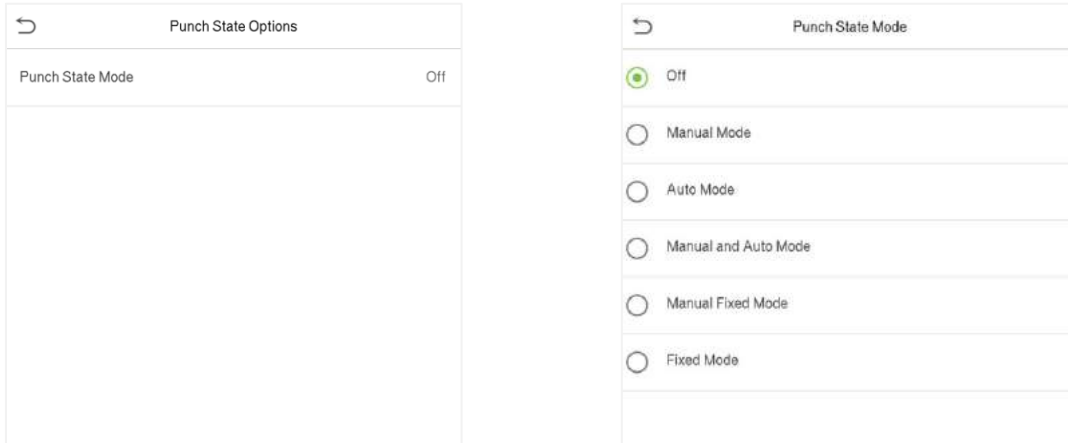 Punch State Options
Punch State Mode Off
Punch State Mode
Off
Manual Mode
Auto Mode
Manual and Auto Mode
Manual Fixed Mode
Fixed Mode